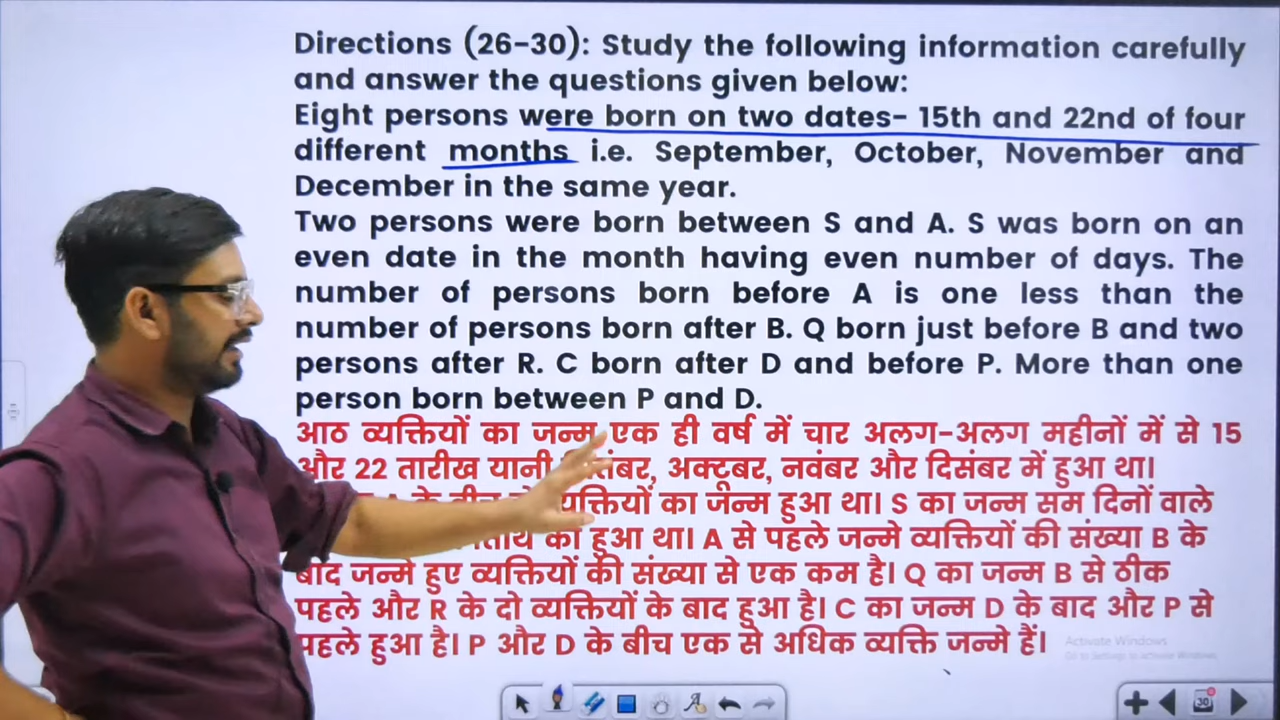 Directions (26-30): Study the following information carefully
and answer the questions given below:
Eight persons were born on two dates- 15th and 22nd of four
different months i.e. September, October, November and
December in the same year.
Two persons were born between S and A. S was born on an
even date in the month having even number of days. The
number of persons born before A is one less than the
number of persons born after B. Q born just before B and two
persons after R. C born after D and before P. More than one
person born between P and D.
आठ व्यक्तियों का जन्म एक ही वर्ष में चार अलग-अलग महीनों में से 15
और 22 तारीख यानी अक्टूबर, नवंबर और दिसंबर में हुआ था।
A के बीच व्यक्तियों का जन्म हुआ था। S का जन्म सम दिनों वाले
का हुआ था। A से पहले जन्मे व्यक्तियों की संख्या B के
बाद जन्मे हुए व्यक्तियों की संख्या से एक कम है। Q का जन्म B से ठीक
पहले और R के दो व्यक्तियों के बाद हुआ है। C का जन्म D के बाद और P से
पहले हुआ है। P और D के बीच एक से अधिक व्यक्ति जन्मे हैं।
Activate Windows
Go to Settings to activate Windows.
30